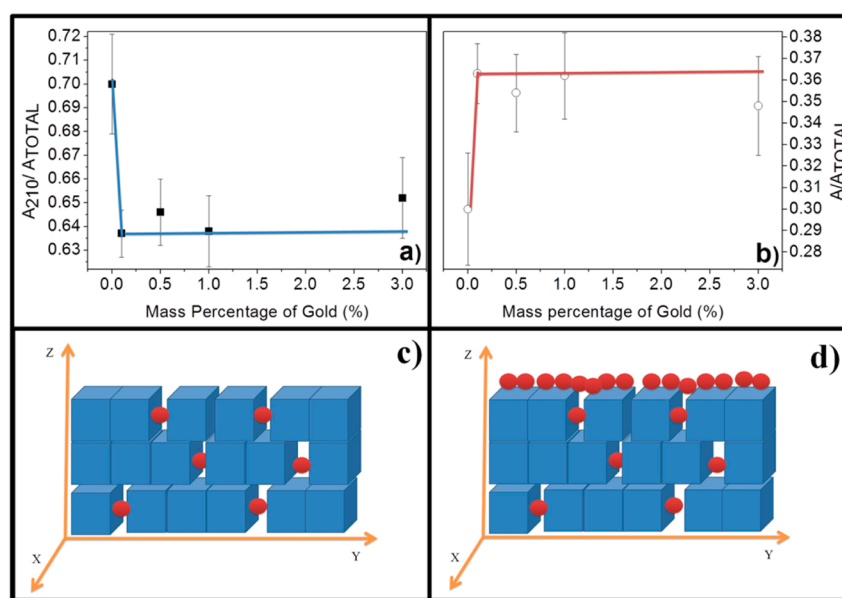 0.72
0.71
0.70
0.69
0.68
0.67
0.66
0.65
0.64
0.63
A210/ ATOTAL
a)
0.0 0.5 1.0 1.5 2.0 2.5 3.0
Mass Percentage of Gold (%)
0.38
0.37
0.36
0.35
0.34
0.33
0.32
0.31
0.30
0.29
0.28
A/ATOTAL
b)
0.0 0.5 1.0 1.5 2.0 2.5 3.0
Mass percentage of Gold (%)
Z
c)
X
Y
Z
d)
X
Y